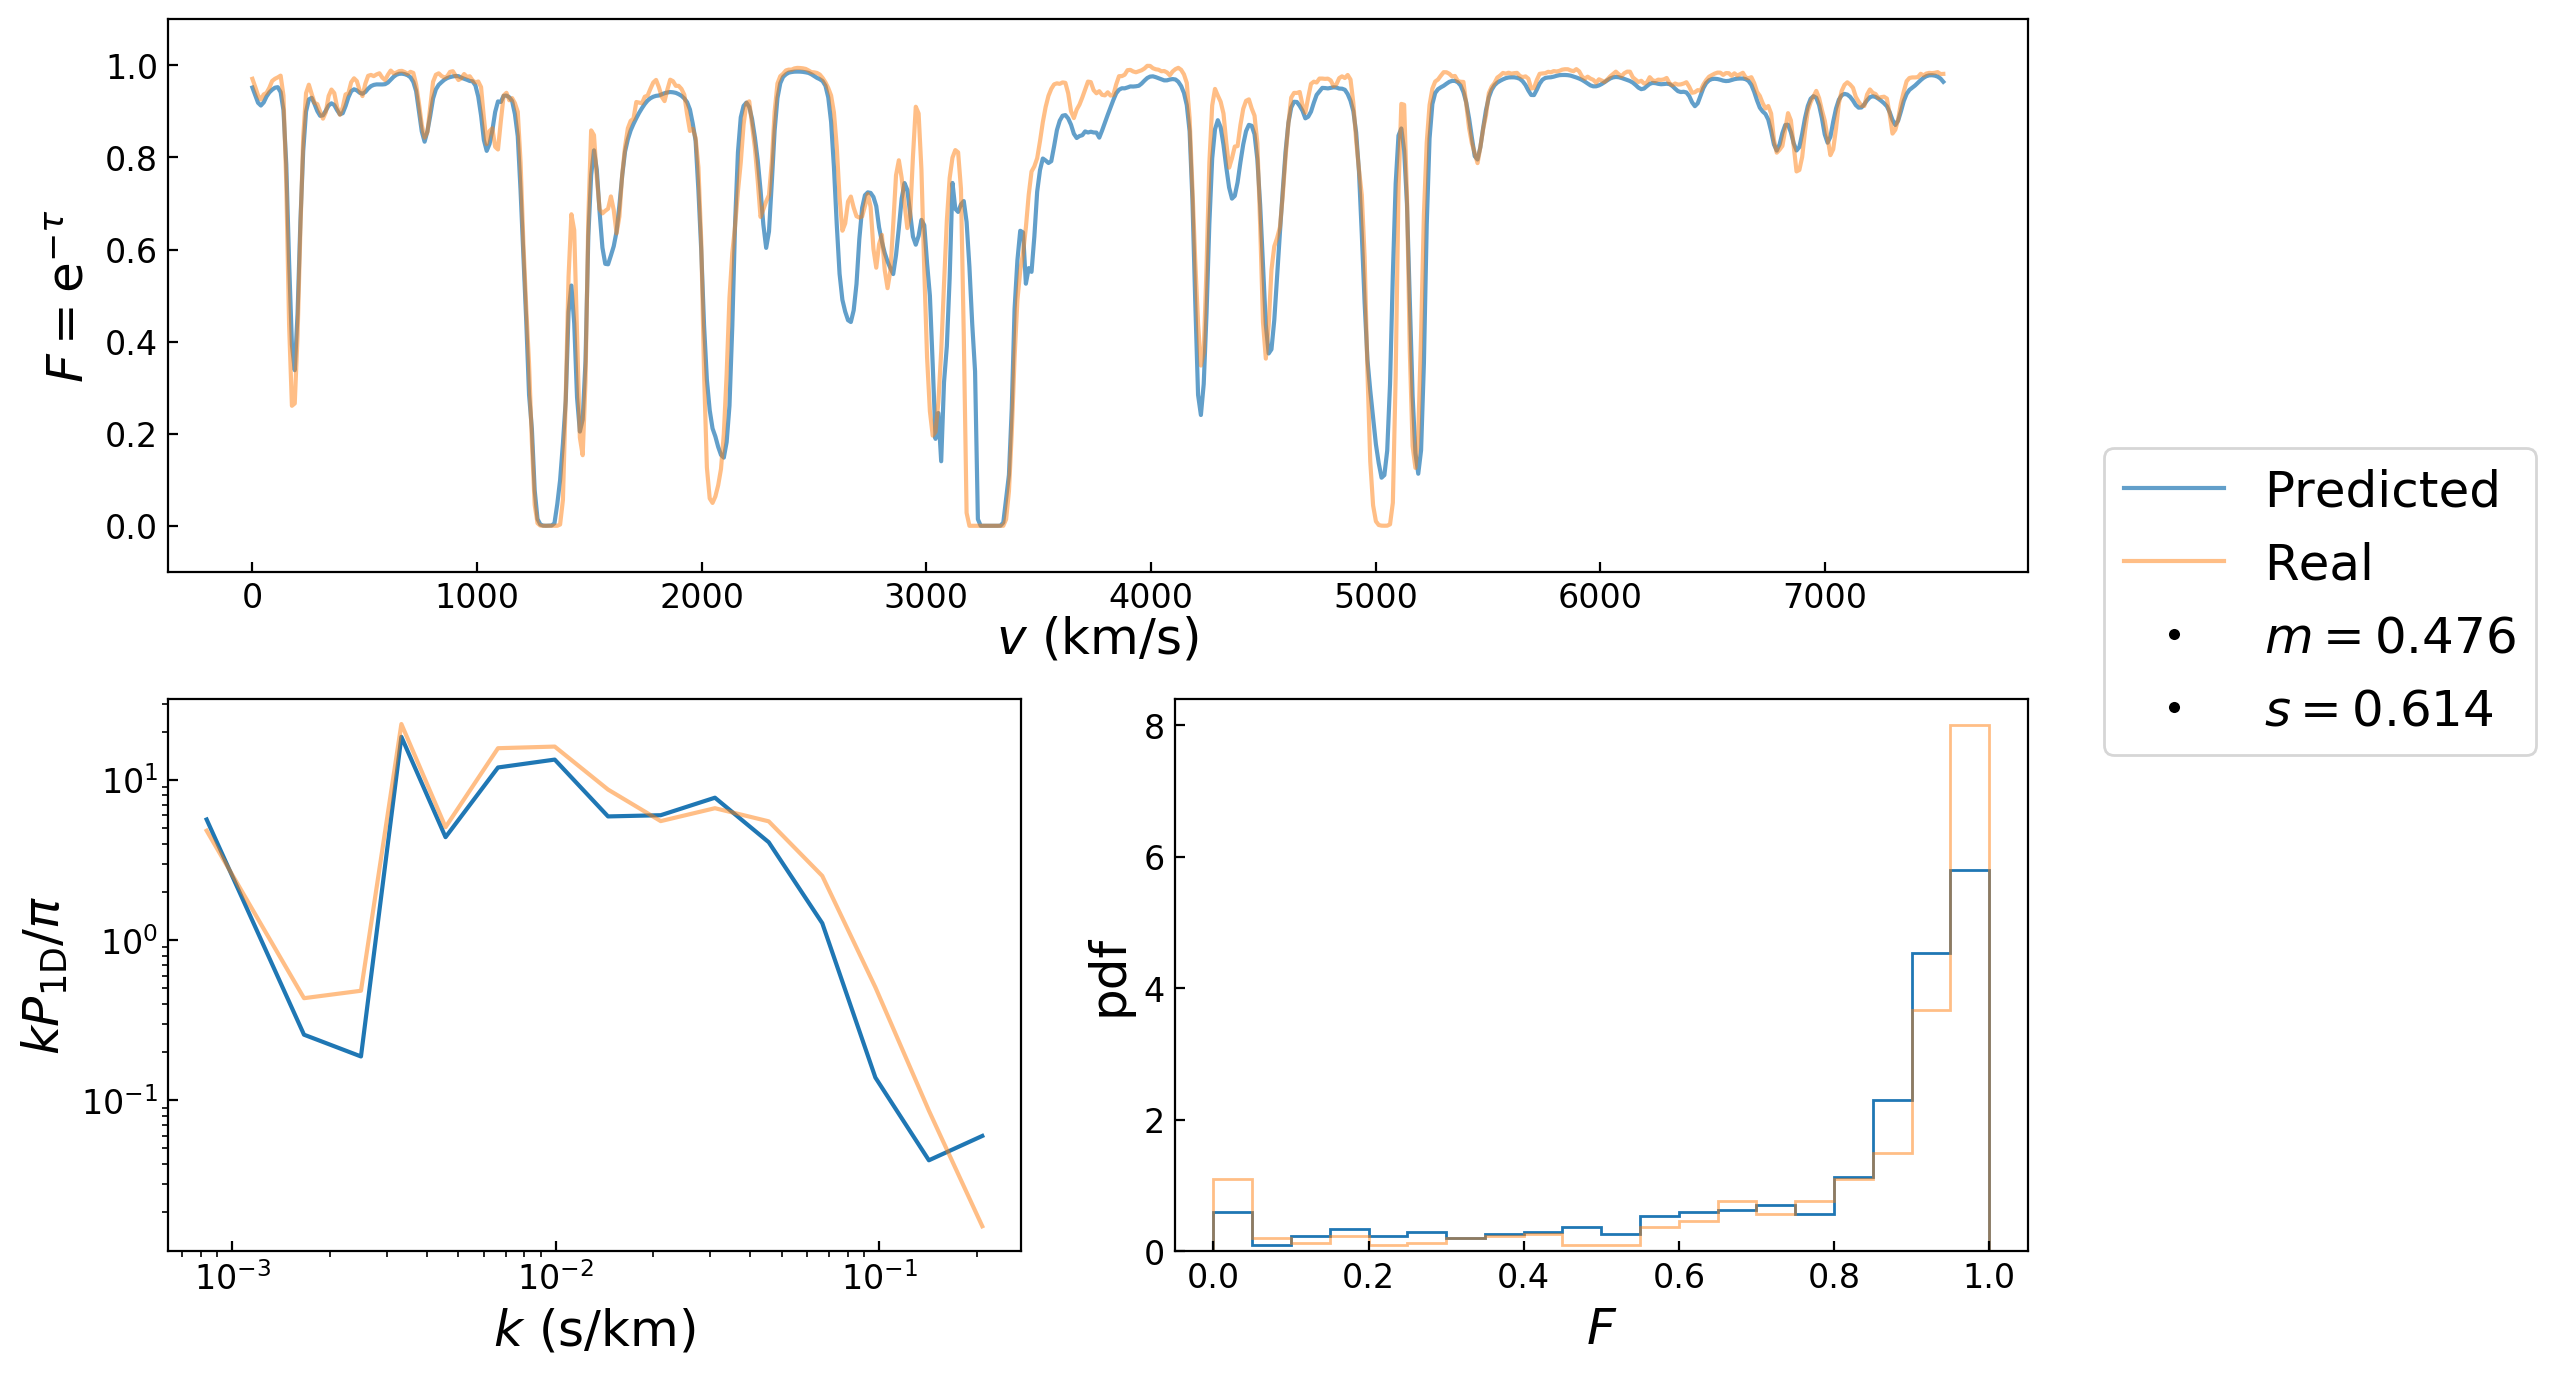 1.0
0.8
0.6
0.4
0.2
0.0
F = e^{−τ}
0 1000 2000 3000 4000 5000 6000 7000
v (km/s)
Predicted
Real
m = 0.476
s = 0.614
10^1
10^0
10^{−1}
kP_{1D}/π
10^{−3} 10^{−2} 10^{−1}
k (s/km)
8
6
4
2
0
pdf
0.0 0.2 0.4 0.6 0.8 1.0
F